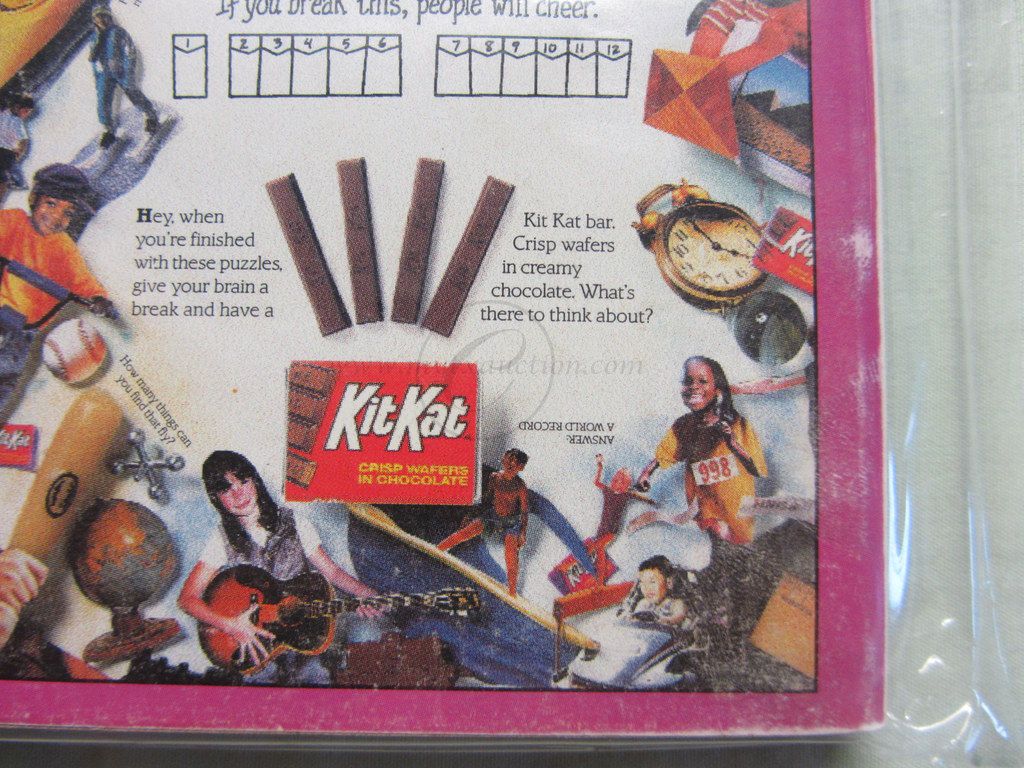 If you break this, people will cheer.
1 2 3 4 5 6 7 8 9 10 11 12
Hey, when
you're finished
with these puzzles,
give your brain a
break and have a
Kit Kat bar.
Crisp wafers
in creamy
chocolate. What's
there to think about?
How many things can
you find that fly?
KitKat
CRISP WAFERS
IN CHOCOLATE
ANSWER:
A WORLD RECORD
998
Kit